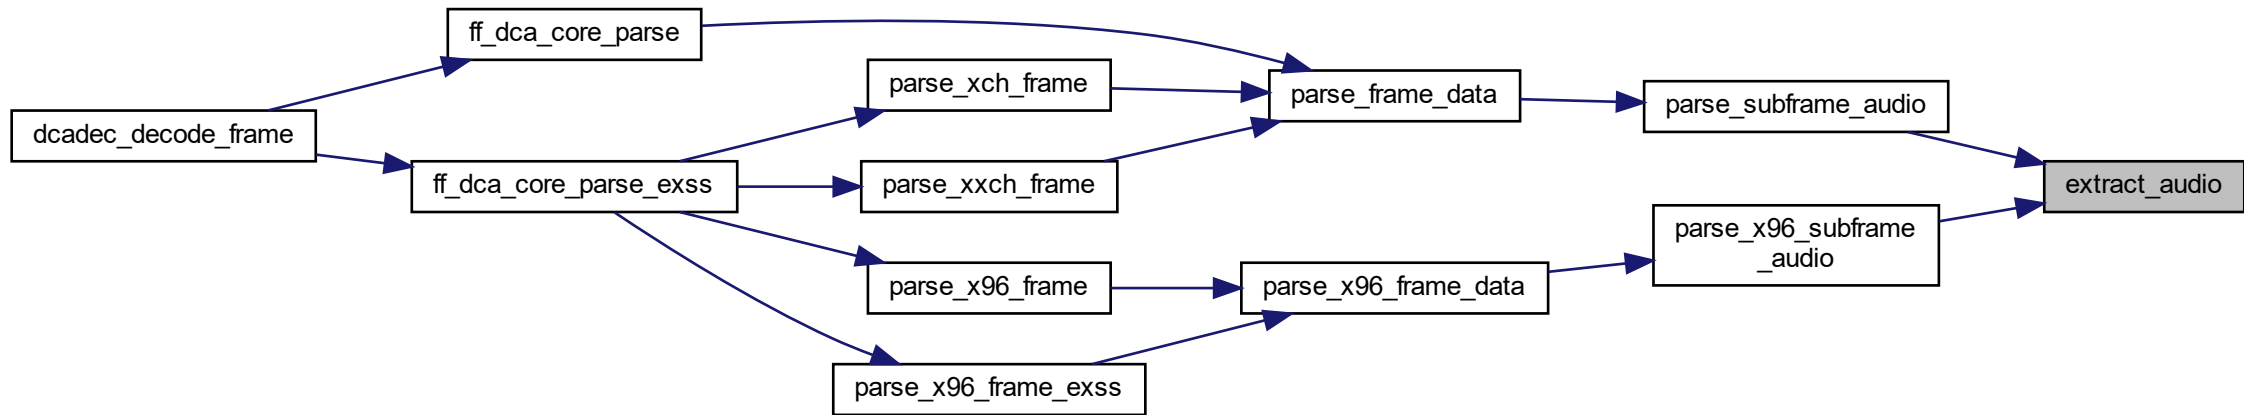 ff_dca_core_parse
parse_xch_frame
parse_frame_data
parse_subframe_audio
dcadec_decode_frame
ff_dca_core_parse_exss
parse_xxch_frame
extract_audio
parse_x96_subframe
_audio
parse_x96_frame
parse_x96_frame_data
parse_x96_frame_exss